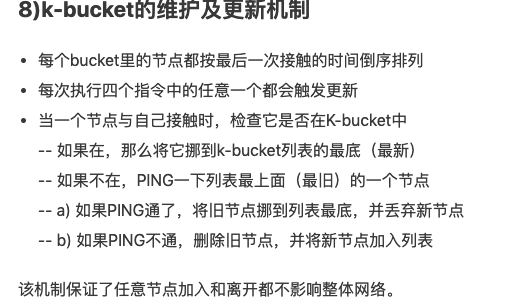 8)k-bucket的维护及更新机制
• 每个bucket里的节点都按最后一次接触的时间倒序排列
• 每次执行四个指令中的任意一个都会触发更新
• 当一个节点与自己接触时，检查它是否在K-bucket中
-- 如果在，那么将它挪到k-bucket列表的最底（最新）
-- 如果不在，PING一下列表最上面（最旧）的一个节点
-- a) 如果PING通了，将旧节点挪到列表最底，并丢弃新节点
-- b) 如果PING不通，删除旧节点，并将新节点加入列表
该机制保证了任意节点加入和离开都不影响整体网络。